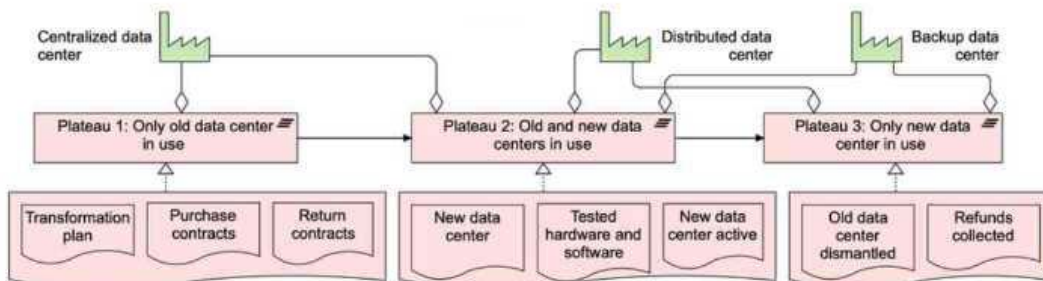 Centralized data
center
Distributed data
center
Backup data
center
Plateau 1: Only old data center
in use
Plateau 2: Old and new data
centers in use
Plateau 3: Only new data
center in use
Transformation
plan
Purchase
contracts
Return
contracts
New data
center
Tested
hardware and
software
New data
center active
Old data
center
dismantled
Refunds
collected